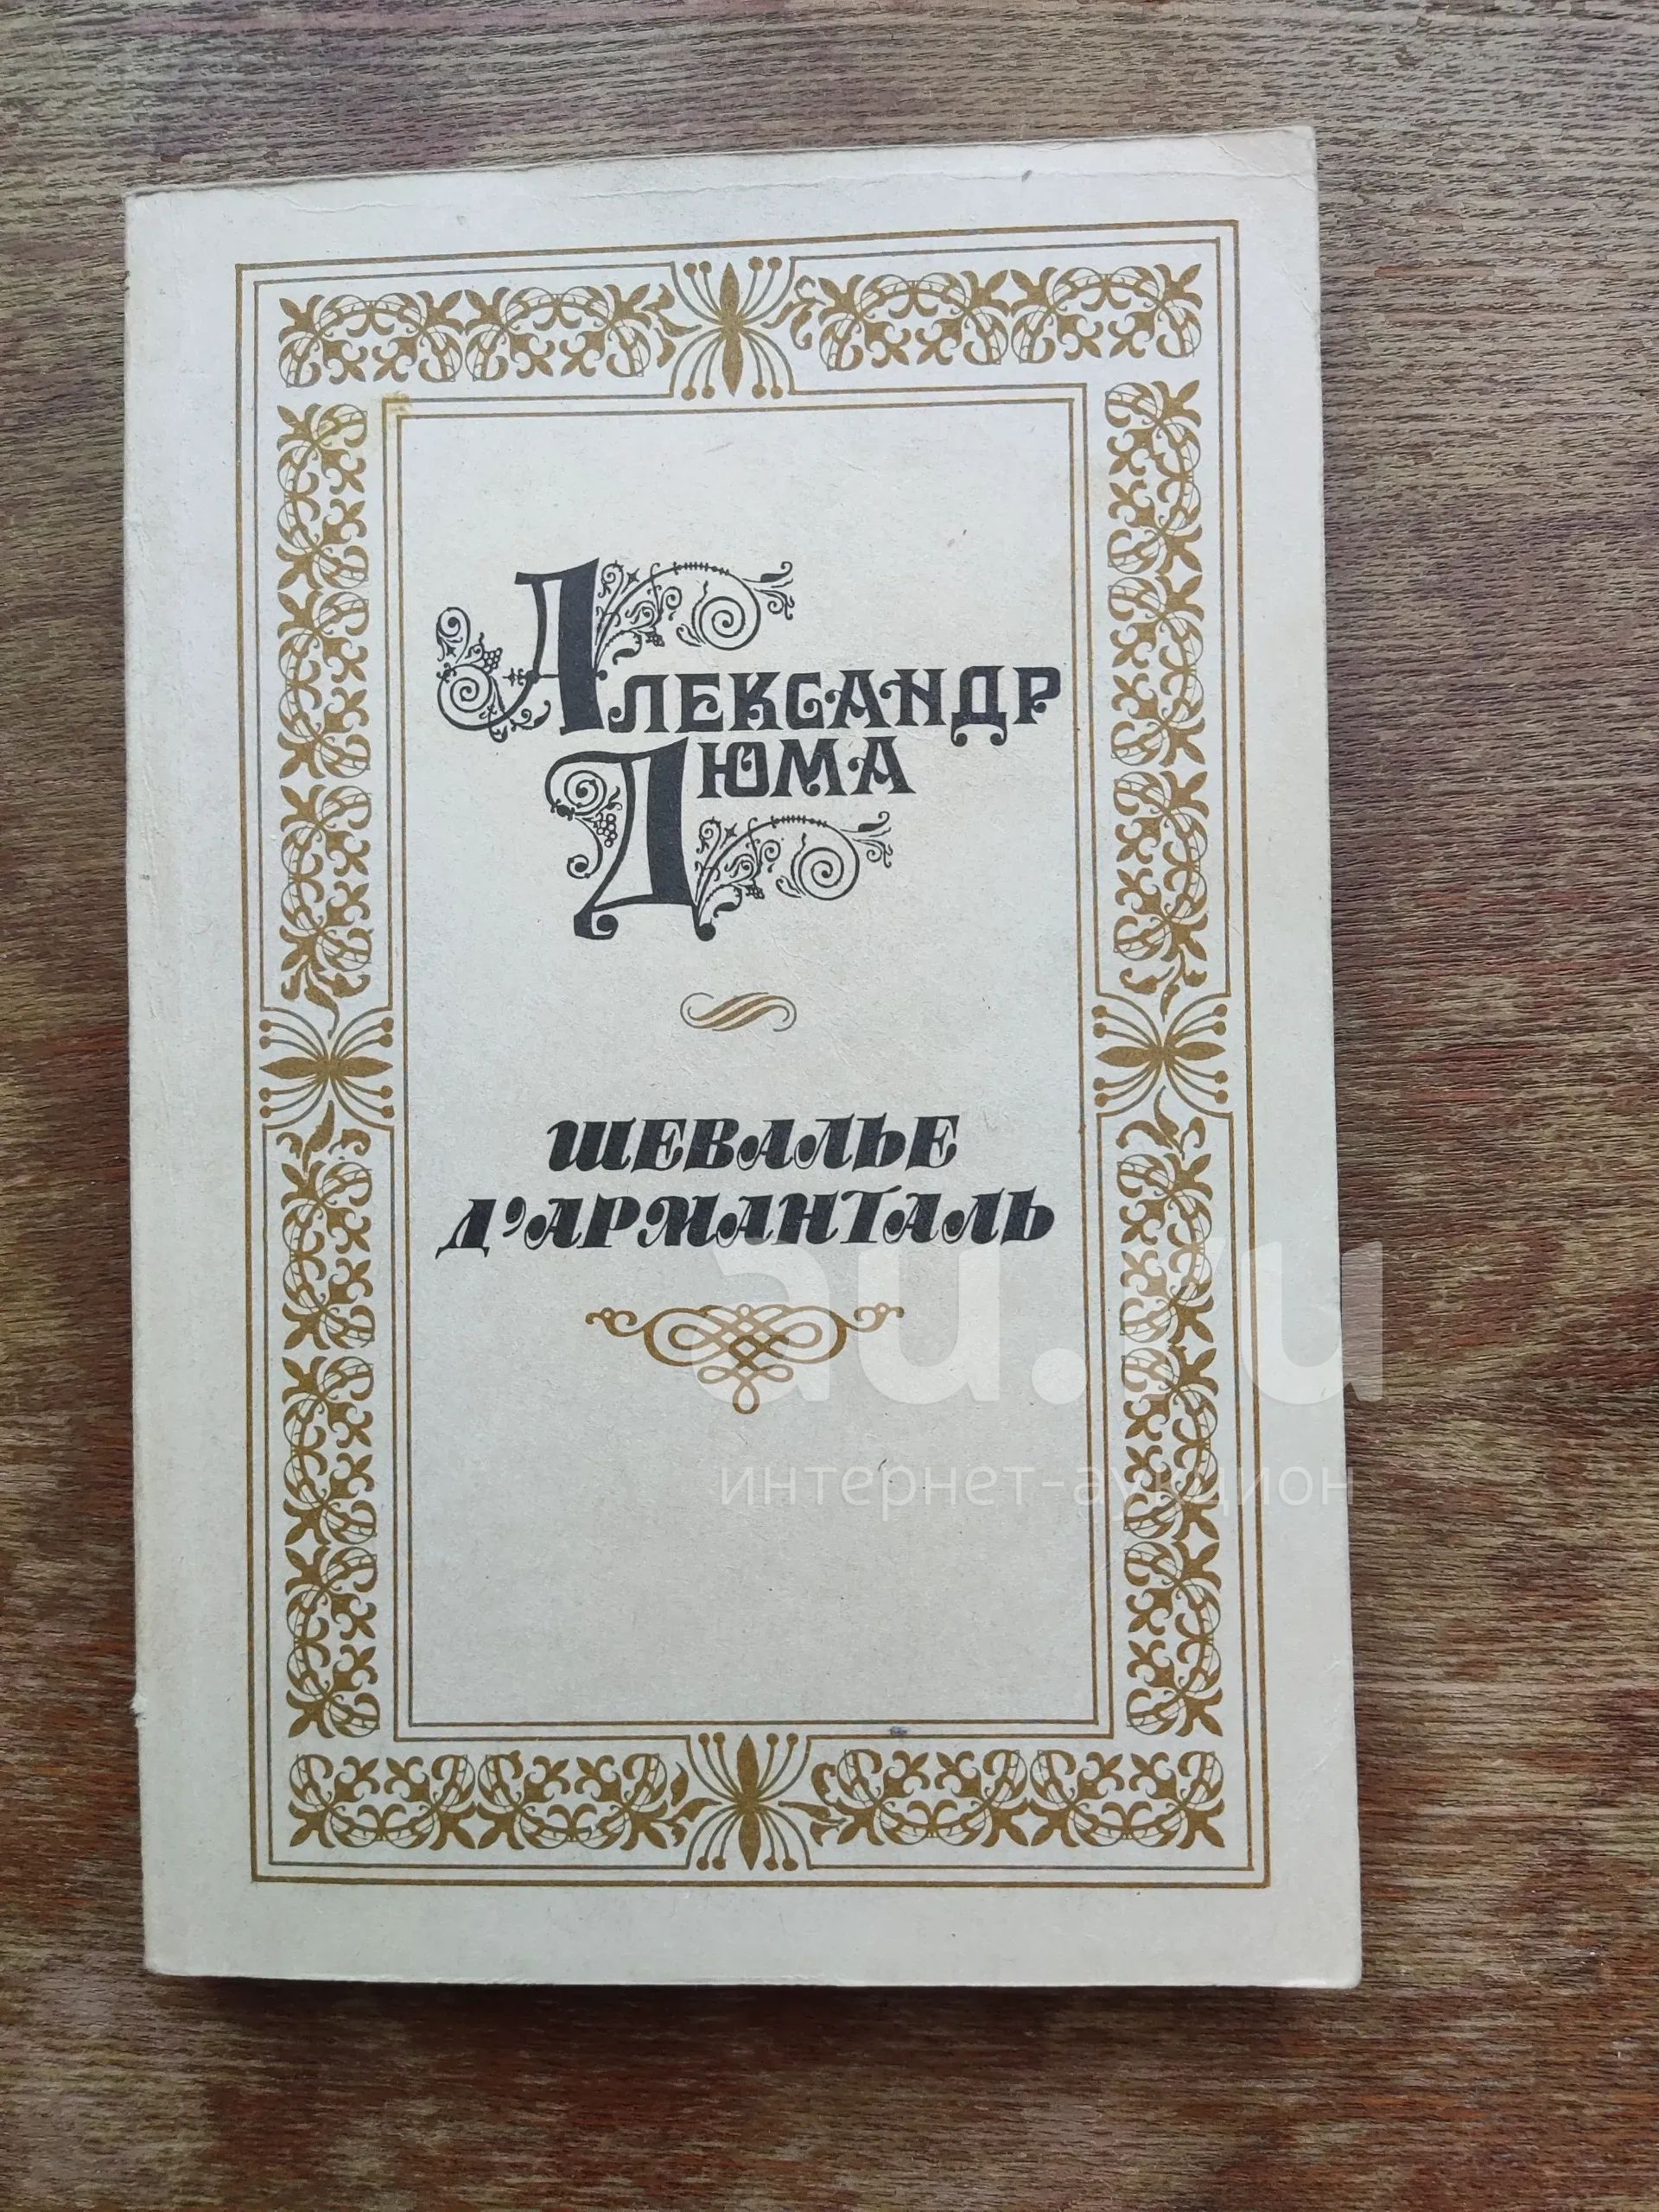 Александр
Дюма
ШЕВАЛЬЕ
Д'АРМАНТАЛЬ
au.ru
интернет-аукцион